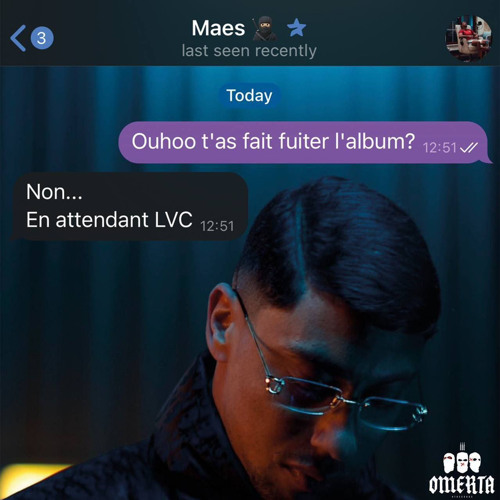 3
Maes
last seen recently
Today
Ouhoo t'as fait fuiter l'album? 12:51
Non...
En attendant LVC 12:51
OMERTA